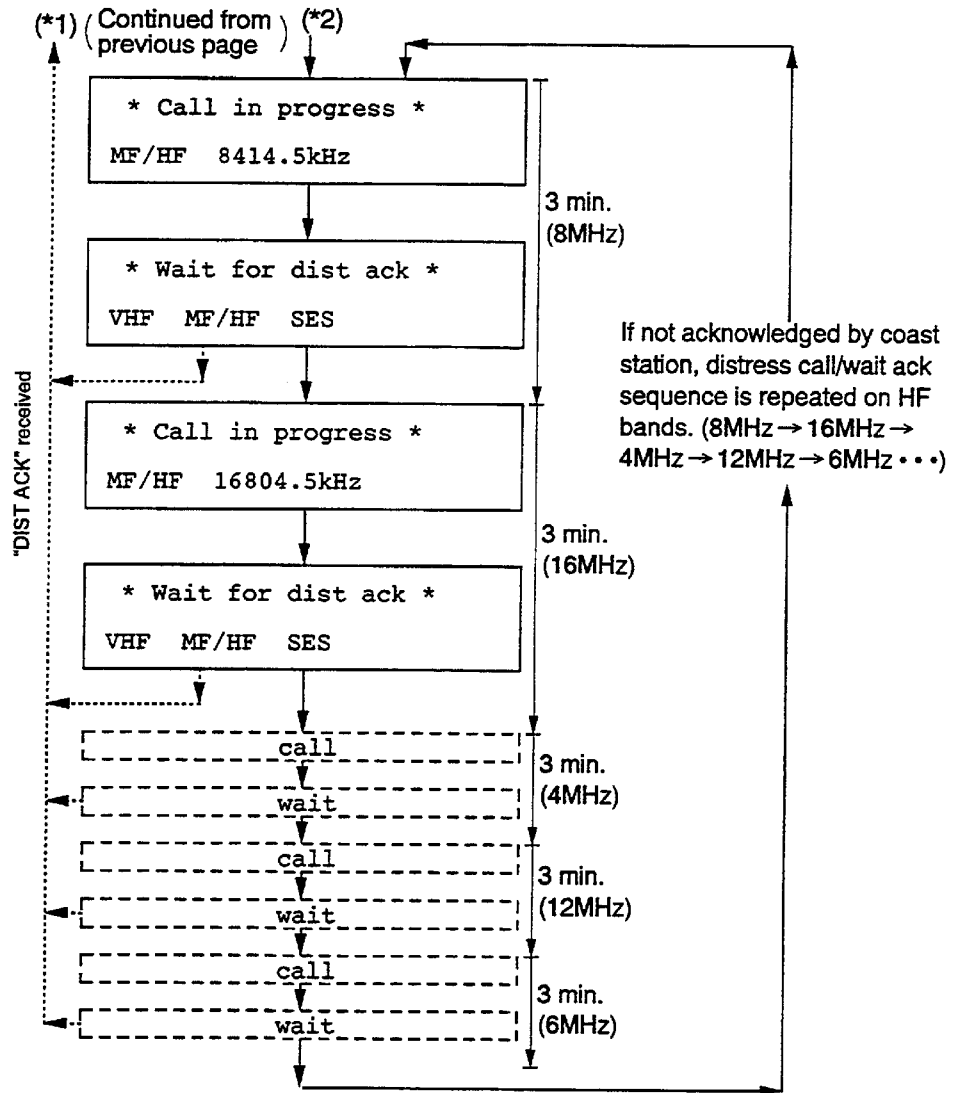 (*1) (Continued from previous page) (*2)
* Call in progress *
MF/HF 8414.5kHz
3 min.
(8MHz)
* Wait for dist ack *
VHF MF/HF SES
If not acknowledged by coast
station, distress call/wait ack
sequence is repeated on HF
bands. (8MHz→16MHz→
4MHz→12MHz→6MHz・・・)
"DIST ACK" received
* Call in progress *
MF/HF 16804.5kHz
3 min.
(16MHz)
* Wait for dist ack *
VHF MF/HF SES
call
wait
3 min.
(4MHz)
call
wait
3 min.
(12MHz)
call
wait
3 min.
(6MHz)